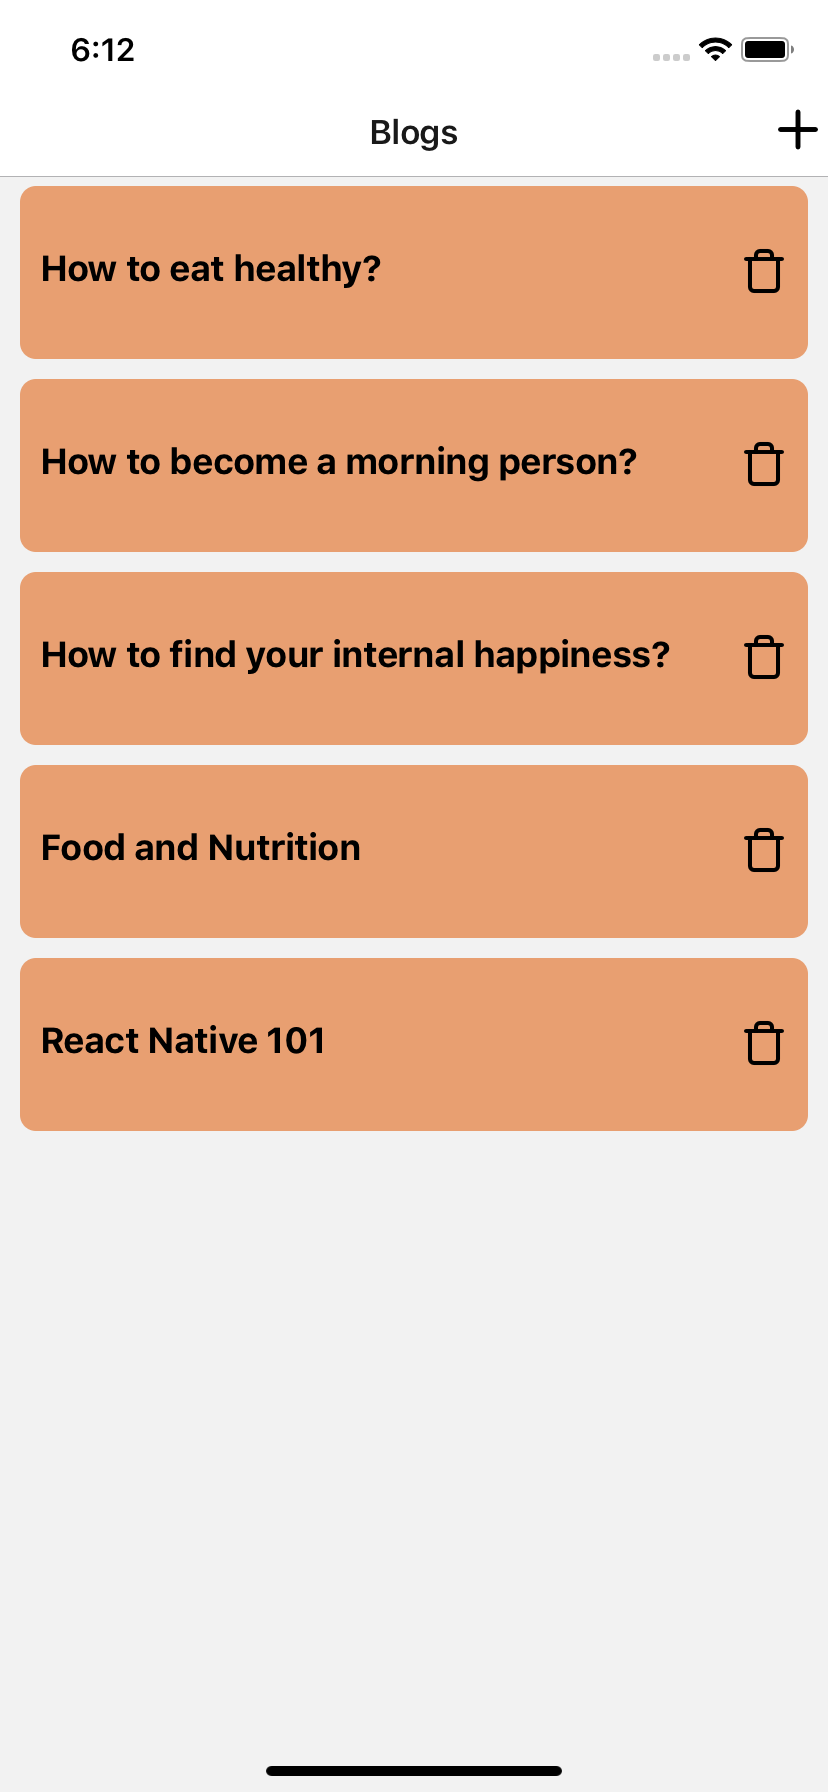 6:12
Blogs
How to eat healthy?
How to become a morning person?
How to find your internal happiness?
Food and Nutrition
React Native 101